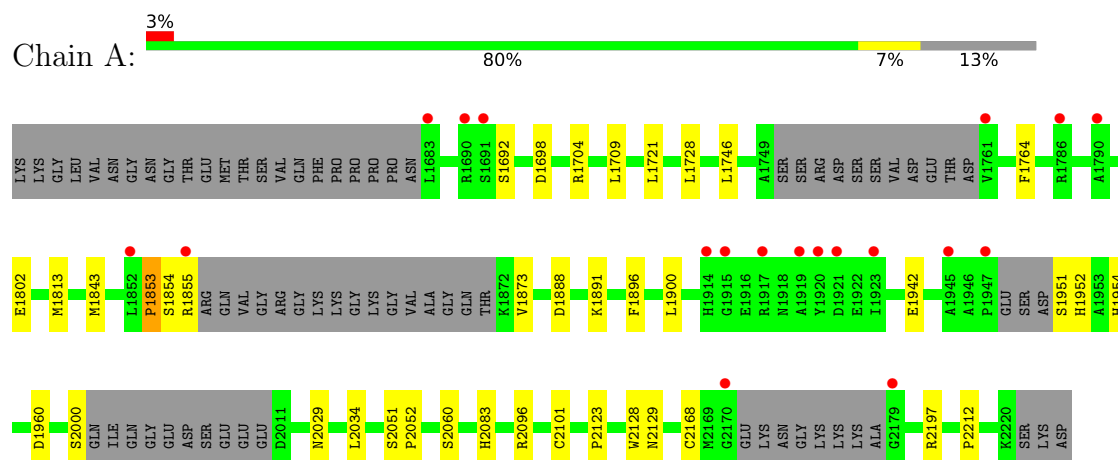 3%
Chain A:
80% 7% 13%
LYS LYS GLY LEU VAL ASN GLY ASN GLY THR GLU MET THR SER VAL GLN PHE PRO PRO PRO PRO ASN L1683 R1690 S1691 S1692 D1698 R1704 L1709 L1721 L1728 L1746 A1749 SER SER ARG ASP SER SER VAL ASP GLU THR ASP V1761 F1764 R1786 A1790
E1802 M1813 M1843 L1852 P1853 S1854 R1855 ARG GLN VAL GLY ARG GLY LYS LYS GLY LYS GLY VAL ALA GLY GLN THR K1872 V1873 D1888 K1891 F1896 L1900 H1914 G1915 E1916 R1917 N1918 A1919 Y1920 D1921 E1922 I1923 E1942 A1945 A1946 P1947 GLU SER ASP S1951 H1952 A1953 H1954
D1960 S2000 GLN ILE GLN GLY GLU ASP SER GLU GLU GLU D2011 N2029 L2034 S2051 P2052 S2060 H2083 R2096 C2101 P2123 W2128 N2129 C2168 M2169 G2170 GLU LYS ASN GLY LYS LYS LYS ALA G2179 R2197 P2212 K2220 SER LYS ASP